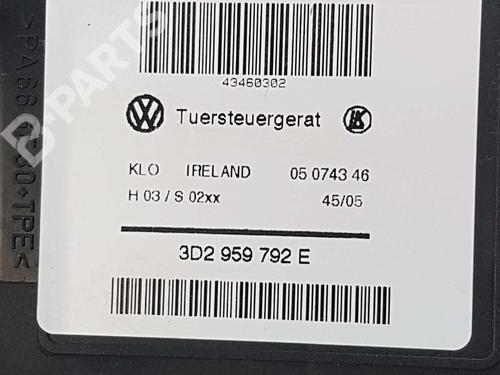 43460302
Tuersteuergerat
KLO IRELAND 05 0743 46
H 03 / S 02xx 45/05
3D2 959 792 E
B-PARTS